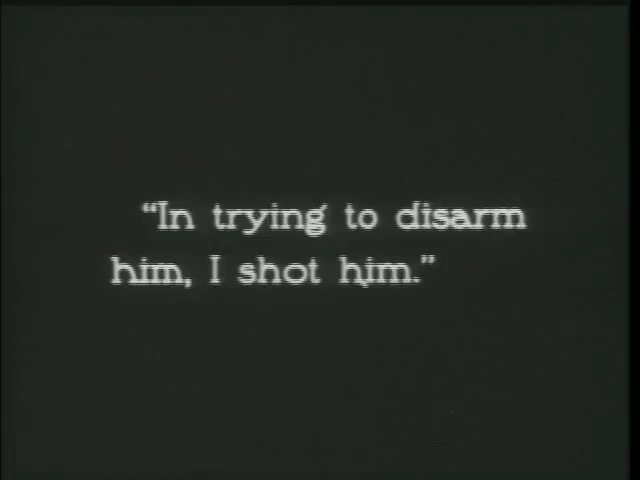 “In trying to disarm
him, I shot him.”